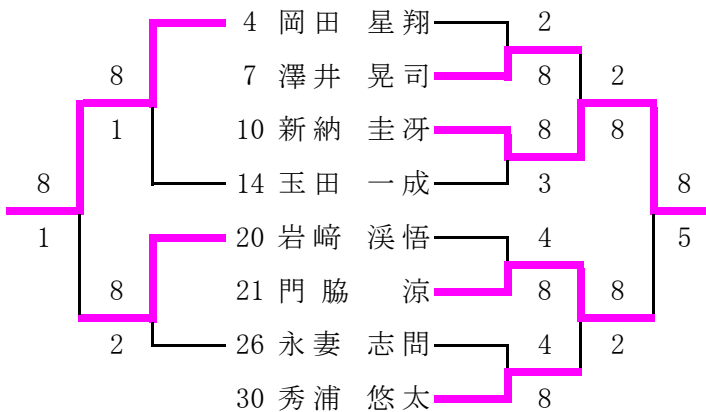 4 岡田 星翔 2
8 7 澤井 晃司 8 2
1 10 新納 圭冴 8 8
8 14 玉田 一成 3 8
1 20 岩﨑 渓悟 4 5
8 21 門脇 涼 8 8
2 26 永妻 志問 4 2
30 秀浦 悠太 8